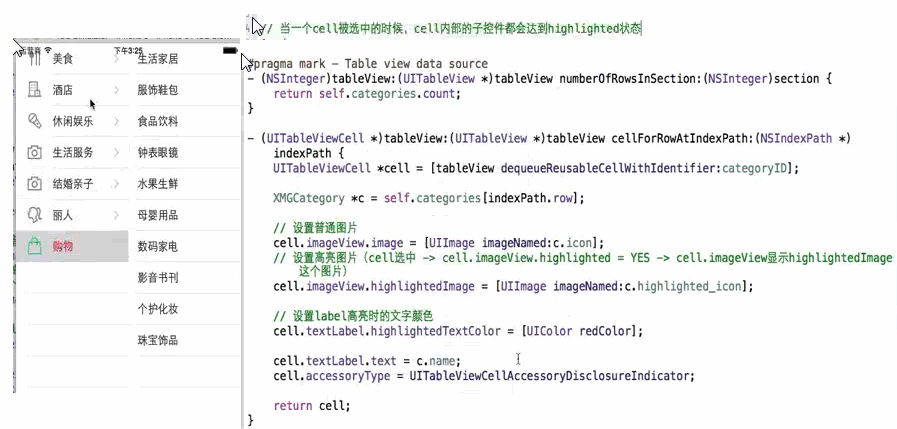 // 当一个cell被选中的时候，cell内部的子控件都会达到highlighted状态
下午3:25
美食 生活家居
酒店 服饰鞋包
休闲娱乐 食品饮料
生活服务 钟表眼镜
结婚亲子 水果生鲜
丽人 母婴用品
购物 数码家电
影音书刊
个护化妆
珠宝饰品
#pragma mark - Table view data source
- (NSInteger)tableView:(UITableView *)tableView numberOfRowsInSection:(NSInteger)section {
return self.categories.count;
}
- (UITableViewCell *)tableView:(UITableView *)tableView cellForRowAtIndexPath:(NSIndexPath *)
indexPath {
UITableViewCell *cell = [tableView dequeueReusableCellWithIdentifier:categoryID];
XMGCategory *c = self.categories[indexPath.row];
// 设置普通图片
cell.imageView.image = [UIImage imageNamed:c.icon];
// 设置高亮图片（cell选中 -> cell.imageView.highlighted = YES -> cell.imageView显示highlightedImage
这个图片）
cell.imageView.highlightedImage = [UIImage imageNamed:c.highlighted_icon];
// 设置label高亮时的文字颜色
cell.textLabel.highlightedTextColor = [UIColor redColor];
cell.textLabel.text = c.name;
cell.accessoryType = UITableViewCellAccessoryDisclosureIndicator;
return cell;
}